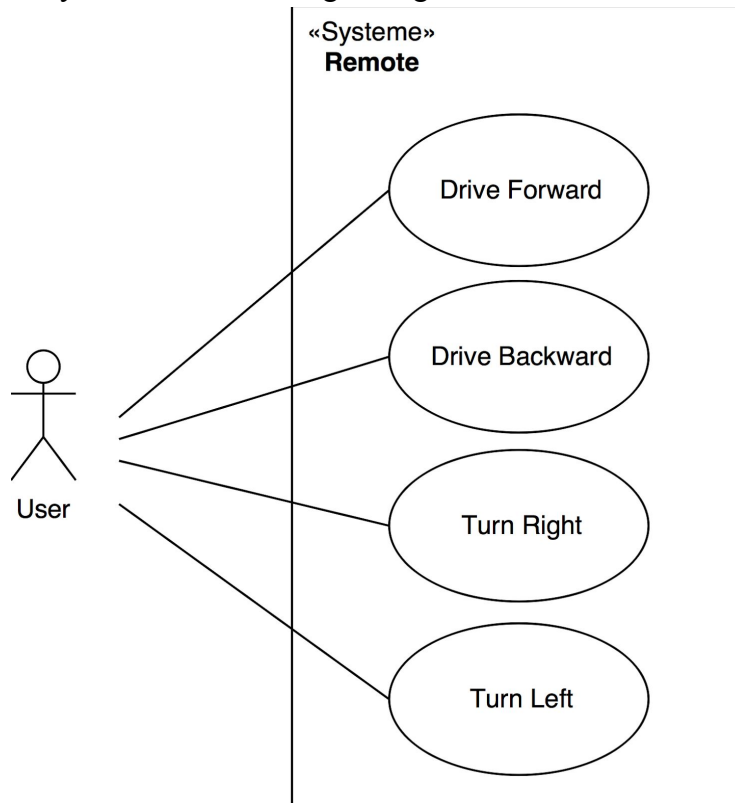 «Systeme»
Remote
Drive Forward
Drive Backward
User
Turn Right
Turn Left